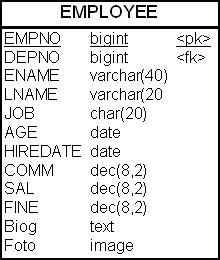 EMPLOYEE
EMPNO bigint <pk>
DEPNO bigint <fk>
ENAME varchar(40)
LNAME varchar(20
JOB char(20)
AGE date
HIREDATE date
COMM dec(8,2)
SAL dec(8,2)
FINE dec(8,2)
Biog text
Foto image